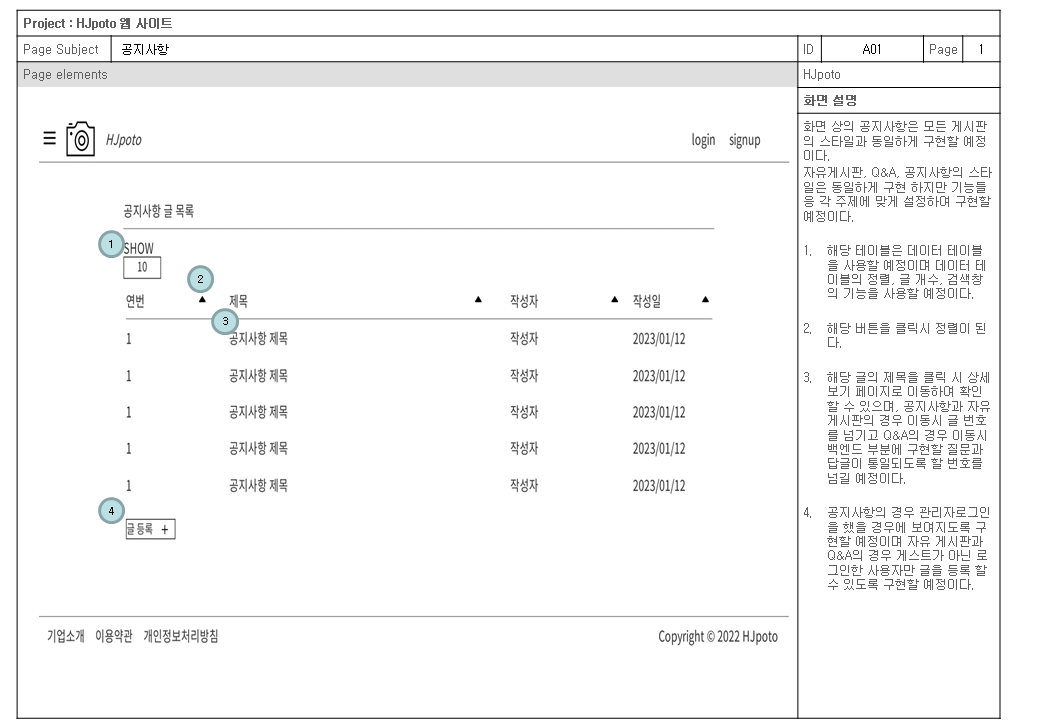 Project : HJpoto 웹 사이트
Page Subject 공지사항 ID A01 Page 1
Page elements HJpoto
화면 설명
HJpoto login signup
공지사항 글 목록
1
SHOW
10
2
연번 ▲ 제목 ▲ 작성자 ▲ 작성일 ▲
3
1 공지사항 제목 작성자 2023/01/12
1 공지사항 제목 작성자 2023/01/12
1 공지사항 제목 작성자 2023/01/12
1 공지사항 제목 작성자 2023/01/12
1 공지사항 제목 작성자 2023/01/12
4
글 등록 +
기업소개 이용약관 개인정보처리방침 Copyright © 2022 HJpoto
화면 상의 공지사항은 모든 게시판
의 스타일과 동일하게 구현할 예정
이다.
자유게시판, Q&A, 공지사항의 스타
일은 동일하게 구현 하지만 기능들
응 각 주제에 맞게 설정하여 구현할
예정이다.
1. 해당 테이블은 데이터 테이블
을 사용할 예정이며 데이터 테
이블의 정렬, 글 개수, 검색창
의 기능을 사용할 예정이다.
2. 해당 버튼을 클릭시 정렬이 된
다.
3. 해당 글의 제목을 클릭 시 상세
보기 페이지로 이동하여 확인
할 수 있으며, 공지사항과 자유
게시판의 경우 이동시 글 번호
를 넘기고 Q&A의 경우 이동시
백엔드 부분에 구현할 질문과
답글이 통일되도록 할 번호를
넘길 예정이다.
4. 공지사항의 경우 관리자로그인
을 했을 경우에 보여지도록 구
현할 예정이며 자유 게시판과
Q&A의 경우 게스트가 아닌 로
그인한 사용자만 글을 등록 할
수 있도록 구현할 예정이다.